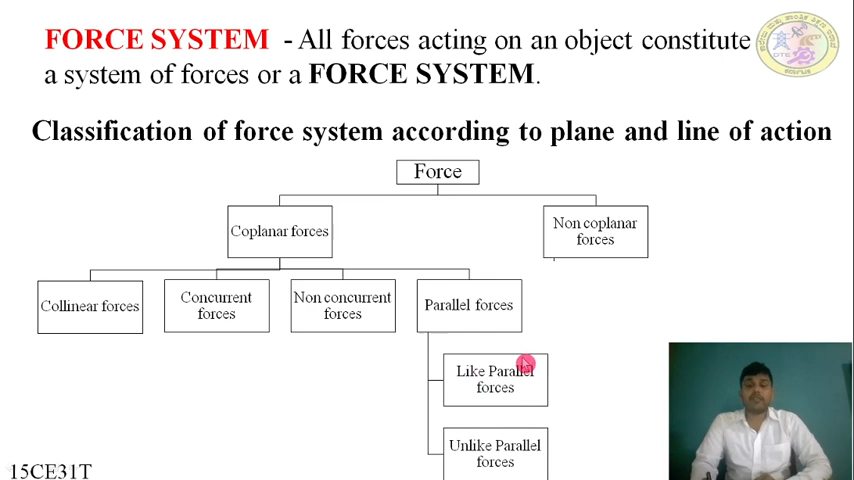 FORCE SYSTEM - All forces acting on an object constitute
a system of forces or a FORCE SYSTEM.
Classification of force system according to plane and line of action
Force
Coplanar forces
Non coplanar
forces
Collinear forces
Concurrent
forces
Non concurrent
forces
Parallel forces
Like Parallel
forces
Unlike Parallel
forces
15CE31T
DTE